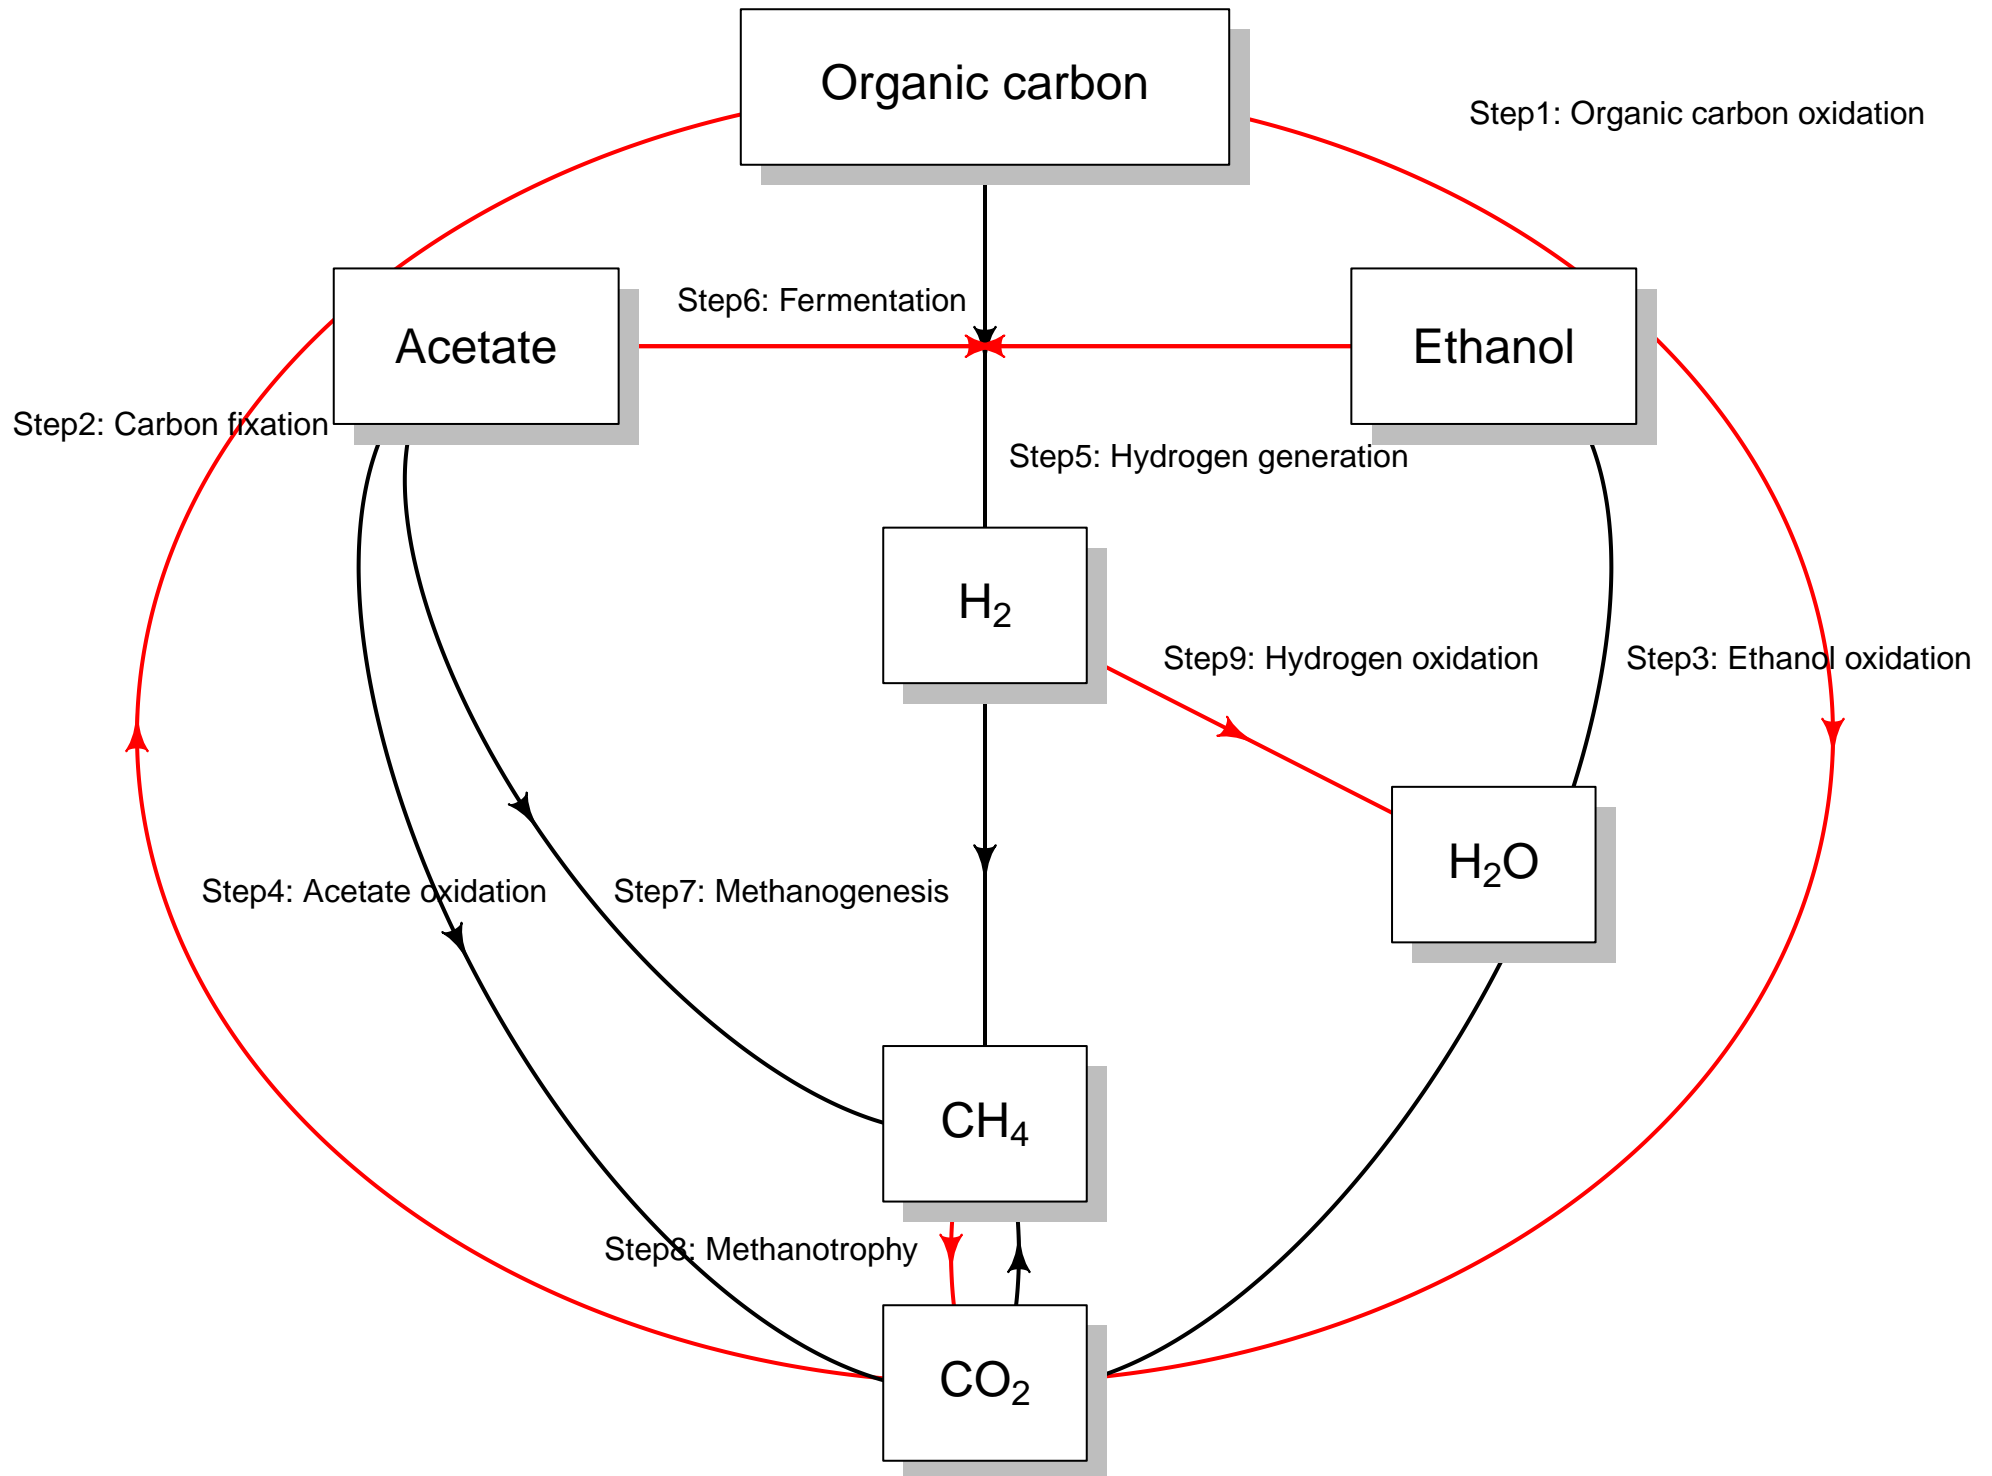 Organic carbon
Step1: Organic carbon oxidation
Step6: Fermentation
Acetate
Ethanol
Step2: Carbon fixation
Step5: Hydrogen generation
H₂
Step9: Hydrogen oxidation
Step3: Ethanol oxidation
H₂O
Step4: Acetate oxidation
Step7: Methanogenesis
CH₄
Step8: Methanotrophy
CO₂